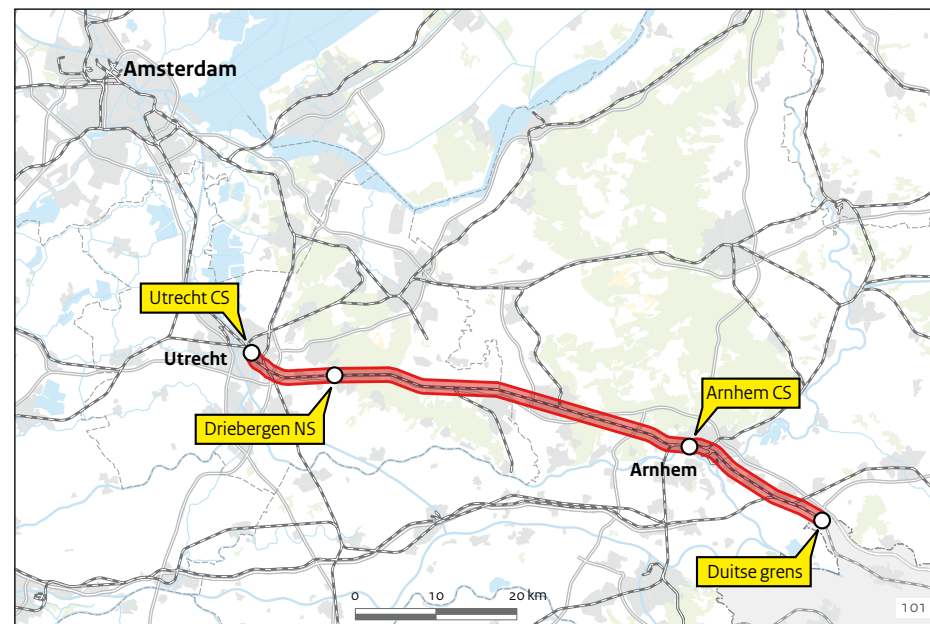 Amsterdam
Utrecht CS
Utrecht
Driebergen NS
Arnhem CS
Arnhem
Duitse grens
0 10 20 km
101